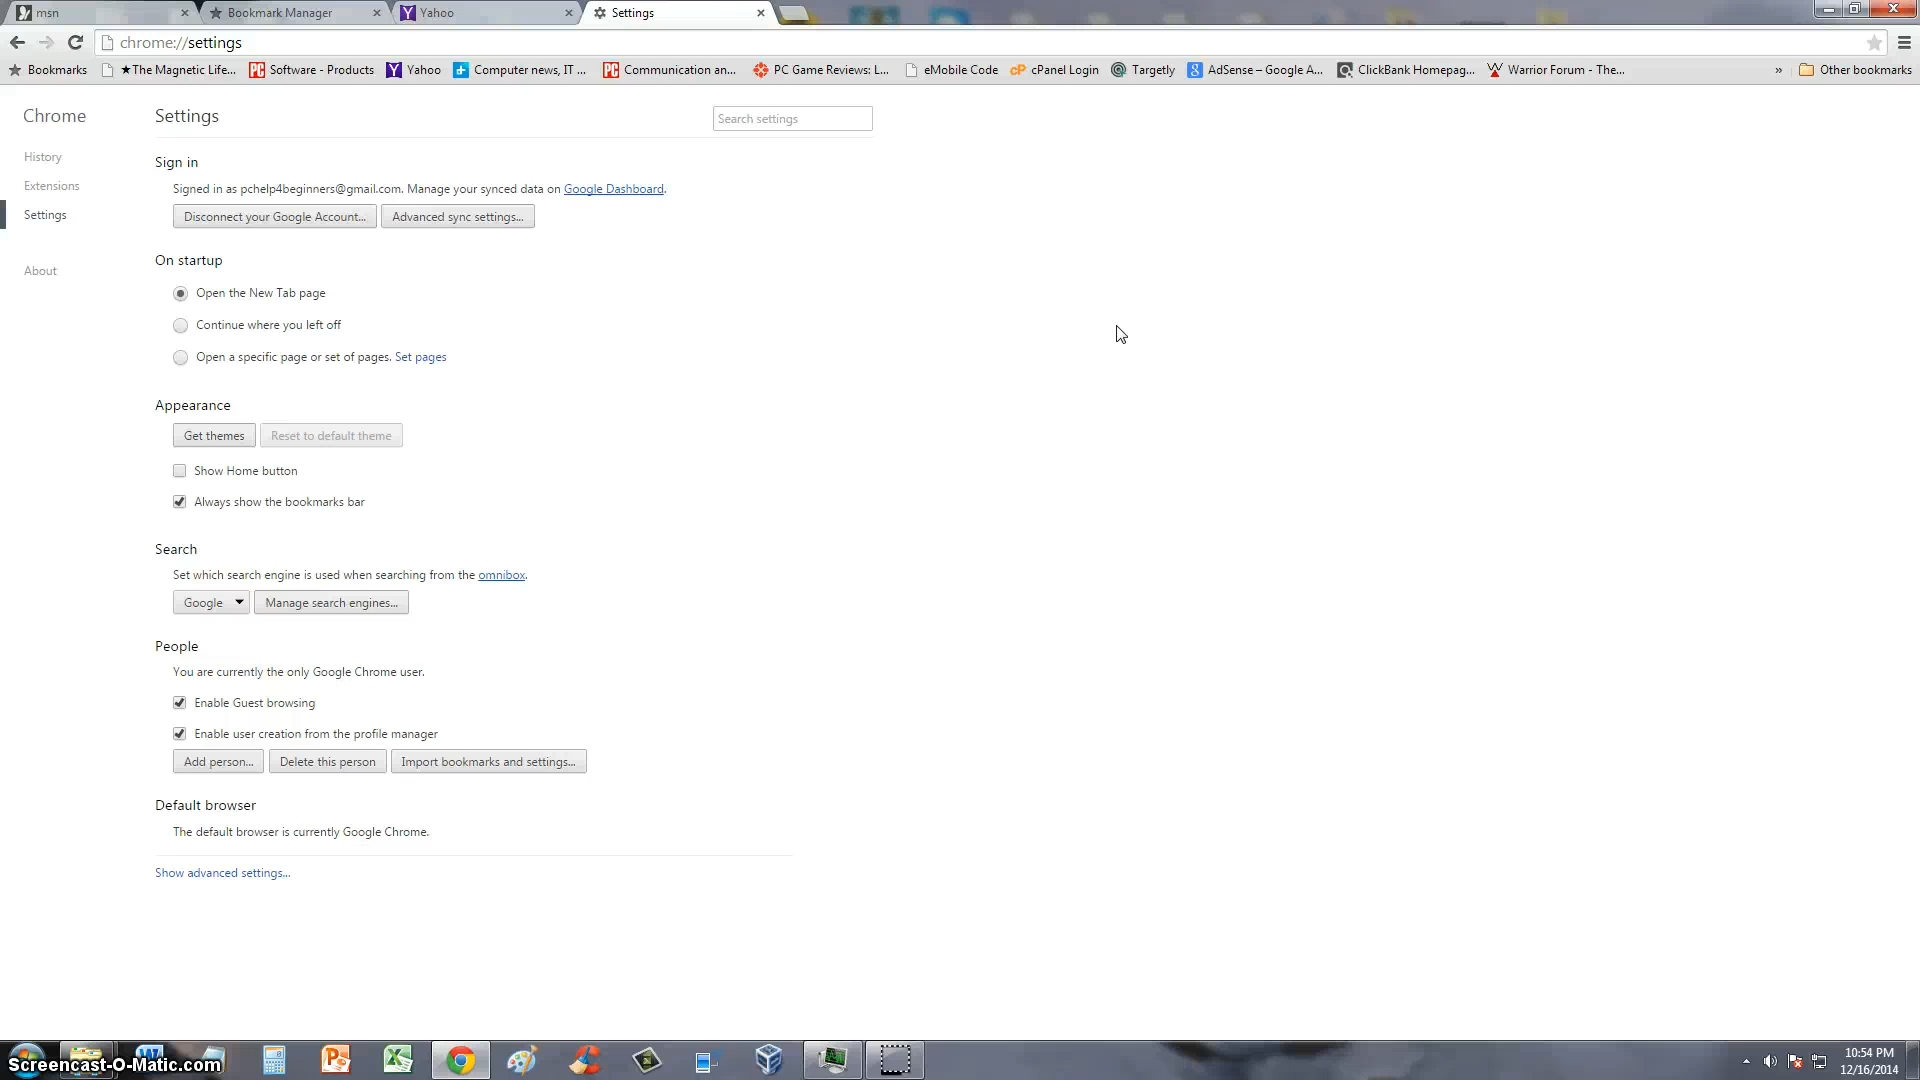 msn
Bookmark Manager
Yahoo
Settings
chrome://settings
Bookmarks
★The Magnetic Life...
Software - Products
Yahoo
Computer news, IT ...
Communication an...
PC Game Reviews: L...
eMobile Code
cPanel Login
Targetly
AdSense – Google A...
ClickBank Homepag...
Warrior Forum - The...
»
Other bookmarks
Chrome
History
Extensions
Settings
About
Settings
Search settings
Sign in
Signed in as pchelp4beginners@gmail.com. Manage your synced data on Google Dashboard.
Disconnect your Google Account...
Advanced sync settings...
On startup
Open the New Tab page
Continue where you left off
Open a specific page or set of pages. Set pages
Appearance
Get themes
Reset to default theme
Show Home button
Always show the bookmarks bar
Search
Set which search engine is used when searching from the omnibox.
Google
Manage search engines...
People
You are currently the only Google Chrome user.
Enable Guest browsing
Enable user creation from the profile manager
Add person...
Delete this person
Import bookmarks and settings...
Default browser
The default browser is currently Google Chrome.
Show advanced settings...
Screencast-O-Matic.com
10:54 PM
12/16/2014